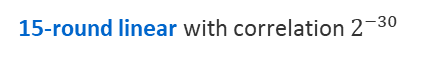 15-round linear with correlation 2⁻³⁰